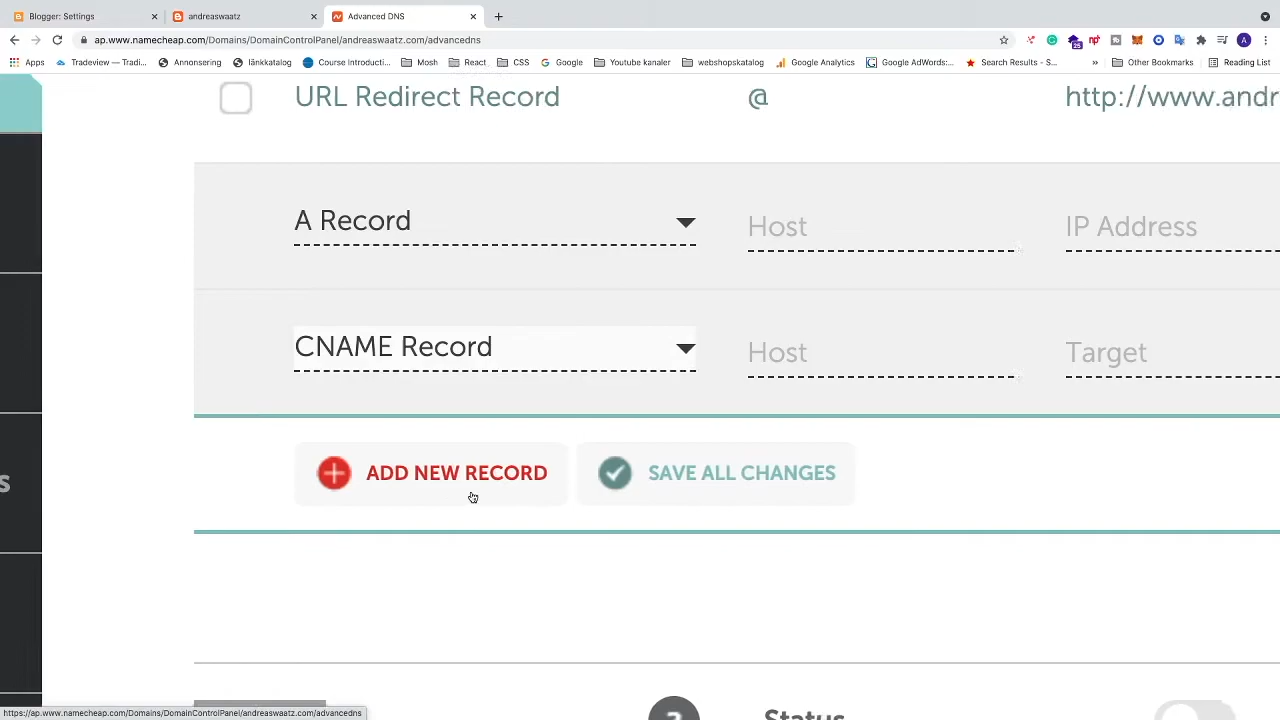 Blogger: Settings
andreaswaatz
Advanced DNS
ap.www.namecheap.com/Domains/DomainControlPanel/andreaswaatz.com/advancedns
Apps
Tradeview — Tradi...
Annonsering
länkkatalog
Course Introducti...
Mosh
React
CSS
Google
Youtube kanaler
webshopskatalog
Google Analytics
Google AdWords:...
Search Results - S...
Other Bookmarks
Reading List
URL Redirect Record
@
http://www.andr
A Record
Host
IP Address
CNAME Record
Host
Target
s
ADD NEW RECORD
SAVE ALL CHANGES
?
Status
https://ap.www.namecheap.com/Domains/DomainControlPanel/andreaswaatz.com/advancedns